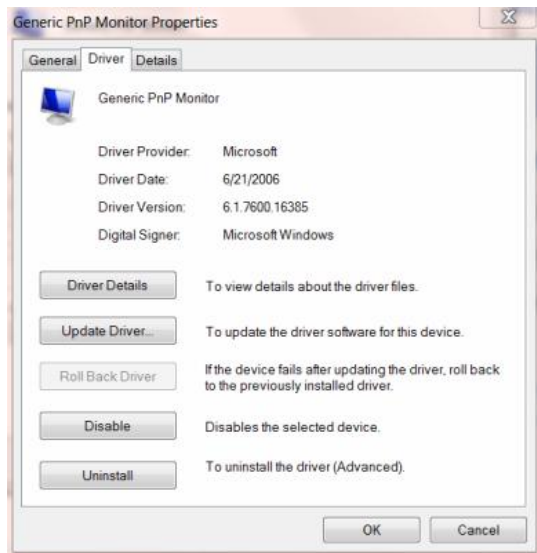 Generic PnP Monitor Properties
General Driver Details
Generic PnP Monitor
Driver Provider: Microsoft
Driver Date: 6/21/2006
Driver Version: 6.1.7600.16385
Digital Signer: Microsoft Windows
Driver Details To view details about the driver files.
Update Driver... To update the driver software for this device.
Roll Back Driver If the device fails after updating the driver, roll back
to the previously installed driver.
Disable Disables the selected device.
Uninstall To uninstall the driver (Advanced).
OK Cancel